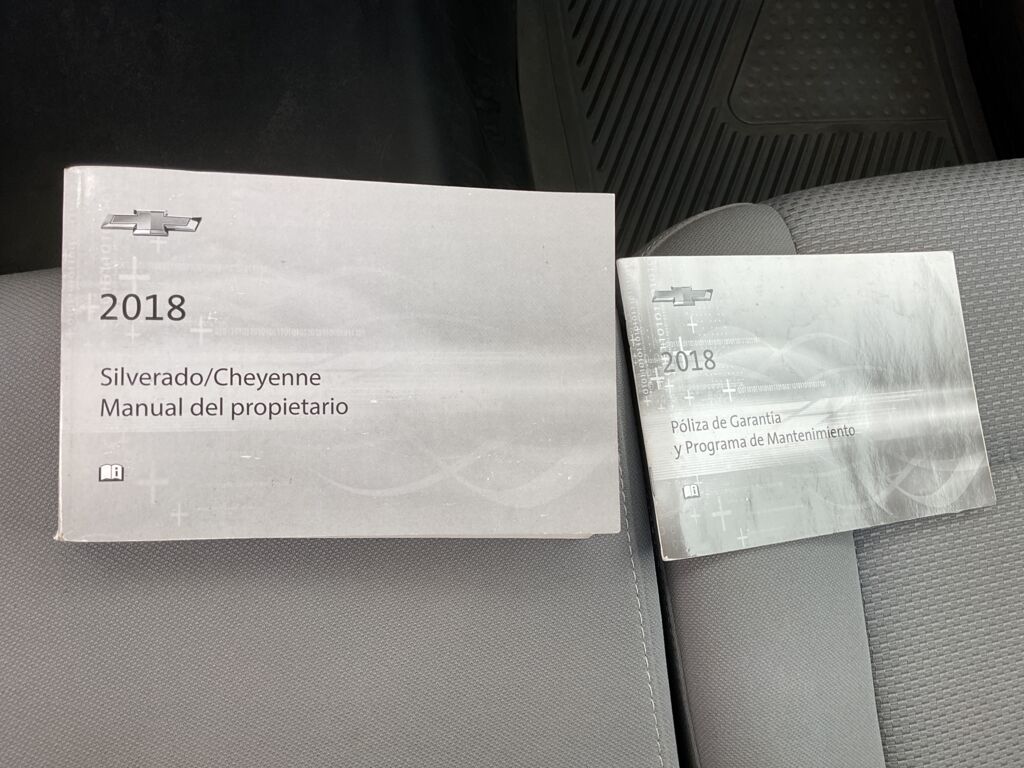 2018
Silverado/Cheyenne
Manual del propietario
2018
Póliza de Garantía
y Programa de Mantenimiento